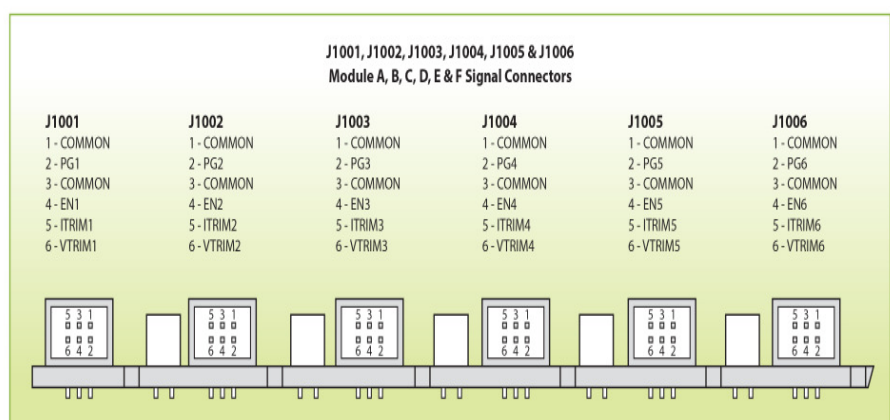 J1001, J1002, J1003, J1004, J1005 & J1006
Module A, B, C, D, E & F Signal Connectors
J1001
1 - COMMON
2 - PG1
3 - COMMON
4 - EN1
5 - ITRIM1
6 - VTRIM1
J1002
1 - COMMON
2 - PG2
3 - COMMON
4 - EN2
5 - ITRIM2
6 - VTRIM2
J1003
1 - COMMON
2 - PG3
3 - COMMON
4 - EN3
5 - ITRIM3
6 - VTRIM3
J1004
1 - COMMON
2 - PG4
3 - COMMON
4 - EN4
5 - ITRIM4
6 - VTRIM4
J1005
1 - COMMON
2 - PG5
3 - COMMON
4 - EN5
5 - ITRIM5
6 - VTRIM5
J1006
1 - COMMON
2 - PG6
3 - COMMON
4 - EN6
5 - ITRIM6
6 - VTRIM6
5 3 1
6 4 2
5 3 1
6 4 2
5 3 1
6 4 2
5 3 1
6 4 2
5 3 1
6 4 2
5 3 1
6 4 2